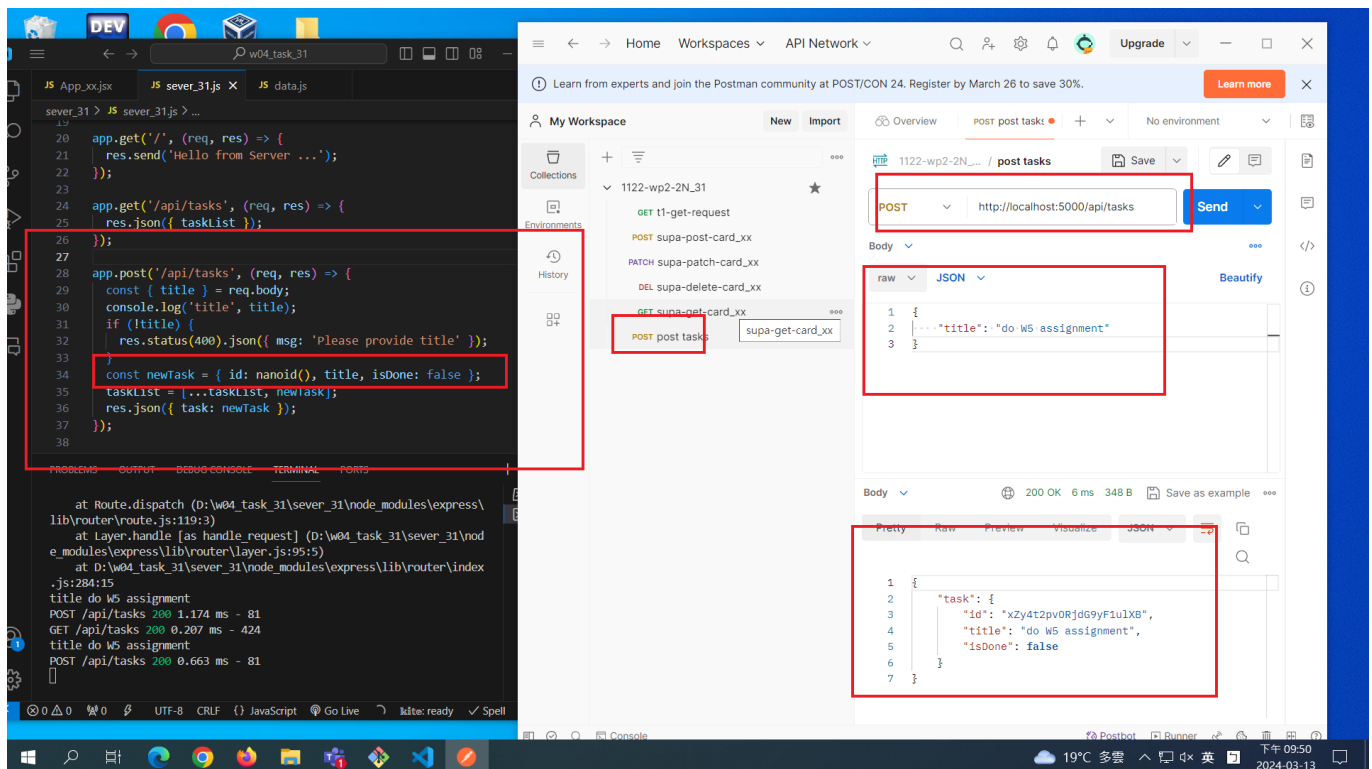 DEV
w04_task_31
JS App_xx.jsx JS sever_31.js JS data.js
sever_31 > JS sever_31.js > ...
19
20 app.get('/', (req, res) => {
21 res.send('Hello from Server ...');
22 });
23
24 app.get('/api/tasks', (req, res) => {
25 res.json({ taskList });
26 });
27
28 app.post('/api/tasks', (req, res) => {
29 const { title } = req.body;
30 console.log('title', title);
31 if (!title) {
32 res.status(400).json({ msg: 'Please provide title' });
33 }
34 const newTask = { id: nanoid(), title, isDone: false };
35 taskList = [...taskList, newTask];
36 res.json({ task: newTask });
37 });
38
PROBLEMS OUTPUT DEBUG CONSOLE TERMINAL PORTS
at Route.dispatch (D:\w04_task_31\sever_31\node_modules\express\
lib\router\route.js:119:3)
at Layer.handle [as handle_request] (D:\w04_task_31\sever_31\nod
e_modules\express\lib\router\layer.js:95:5)
at D:\w04_task_31\sever_31\node_modules\express\lib\router\index
.js:284:15
title do W5 assignment
POST /api/tasks 200 1.174 ms - 81
GET /api/tasks 200 0.207 ms - 424
title do W5 assignment
POST /api/tasks 200 0.663 ms - 81
1
0 0 0 UTF-8 CRLF {} JavaScript Go Live kite: ready Spell
Home Workspaces API Network Upgrade
Learn from experts and join the Postman community at POST/CON 24. Register by March 26 to save 30%. Learn more
My Workspace New Import
Overview POST post tasks No environment
Collections
Environments
History
1122-wp2-2N_31
GET t1-get-request
POST supa-post-card_xx
PATCH supa-patch-card_xx
DEL supa-delete-card_xx
GET supa-get-card_xx
POST post tasks
supa-get-card_xx
HTTP 1122-wp2-2N_... / post tasks Save
POST http://localhost:5000/api/tasks Send
Body
raw JSON Beautify
1 {
2 ····"title":·"do·W5·assignment"
3 }
Body 200 OK 6 ms 348 B Save as example
Pretty Raw Preview Visualize JSON
1 {
2 "task": {
3 "id": "xZy4t2pvORjdG9yF1ulXB",
4 "title": "do W5 assignment",
5 "isDone": false
6 }
7 }
Console Postbot Runner
19°C 多雲 英 下午 09:50
2024-03-13